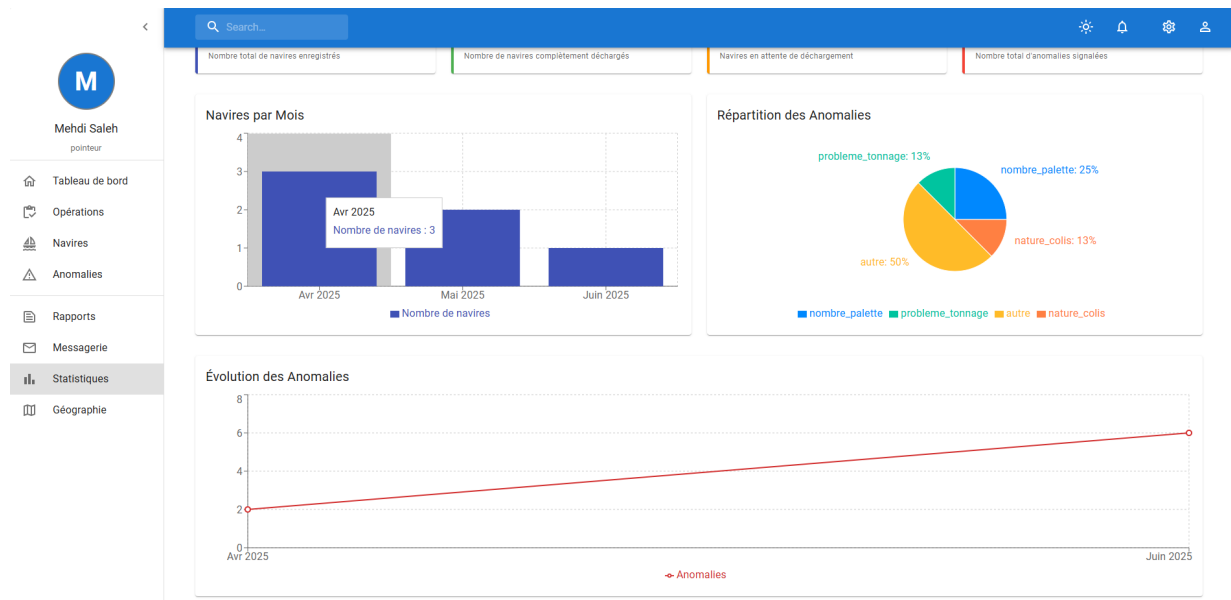 Search...
M
Mehdi Saleh
pointeur
Tableau de bord
Opérations
Navires
Anomalies
Rapports
Messagerie
Statistiques
Géographie
Nombre total de navires enregistrés
Nombre de navires complètement déchargés
Navires en attente de déchargement
Nombre total d'anomalies signalées
Navires par Mois
4
3
2
1
0
Avr 2025
Nombre de navires : 3
Avr 2025
Mai 2025
Juin 2025
Nombre de navires
Répartition des Anomalies
probleme_tonnage: 13%
nombre_palette: 25%
nature_colis: 13%
autre: 50%
nombre_palette
probleme_tonnage
autre
nature_colis
Évolution des Anomalies
8
6
4
2
0
Avr 2025
Juin 2025
Anomalies